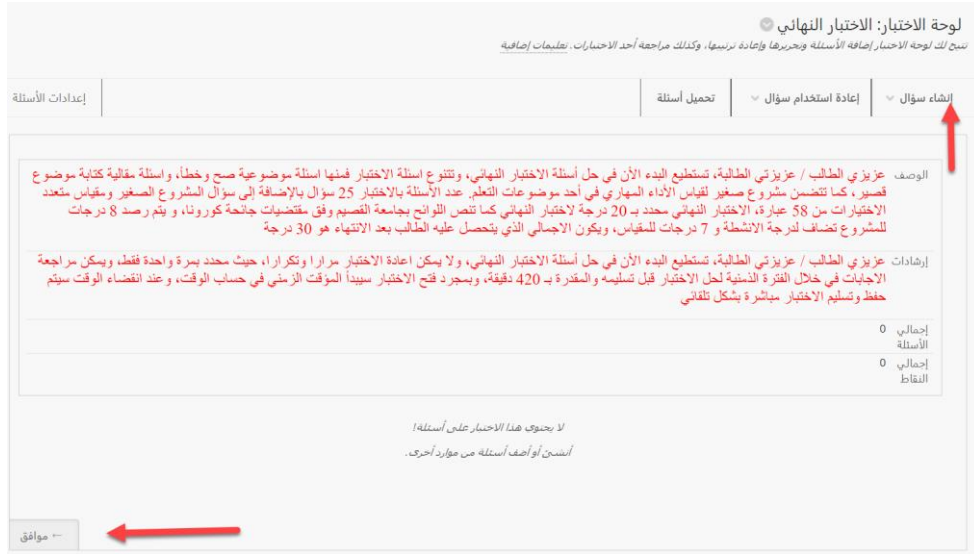 لوحة الاختبار: الاختبار النهائي
تتيح لك لوحة الاختبار إضافة الأسئلة وتحريرها وإعادة ترتيبها، وكذلك مراجعة أحد الاختبارات. تعليمات إضافية
إنشاء سؤال
إعادة استخدام سؤال
تحميل أسئلة
إعدادات الأسئلة
الوصف
عزيزي الطالب / عزيزتي الطالبة، تستطيع البدء الأن في حل أسئلة الاختبار النهائي، وتتنوع اسئلة الاختبار فمنها اسئلة موضوعية صح وخطأ، واسئلة مقالية كتابة موضوع
قصير، كما تتضمن مشروع صغير لقياس الأداء المهاري في أحد موضوعات التعلم. عدد الأسئلة بالاختبار 25 سؤال بالإضافة إلى سؤال المشروع الصغير ومقياس متعدد
الاختيارات من 58 عبارة، الاختبار النهائي محدد بـ 20 درجة لاختبار النهائي كما تنص اللوائح بجامعة القصيم وفق مقتضيات جائحة كورونا، و يتم رصد 8 درجات
للمشروع تضاف لدرجة الانشطة و 7 درجات للمقياس، ويكون الاجمالي الذي يتحصل عليه الطالب بعد الانتهاء هو 30 درجة
إرشادات
عزيزي الطالب / عزيزتي الطالبة، تستطيع البدء الأن في حل أسئلة الاختبار النهائي، ولا يمكن اعادة الاختبار مرارا وتكرارا، حيث محدد بمرة واحدة فقط، ويمكن مراجعة
الاجابات في خلال الفترة الذمنية لحل الاختبار قبل تسليمه والمقدرة بـ 420 دقيقة، وبمجرد فتح الاختبار سيبدأ المؤقت الزمني في حساب الوقت، وعند انقضاء الوقت سيتم
حفظ وتسليم الاختبار مباشرة بشكل تلقائي
إجمالي الأسئلة
0
إجمالي النقاط
0
لا يحتوي هذا الاختبار على أسئلة!
أنشئ أو أضف أسئلة من موارد أخرى.
← موافق